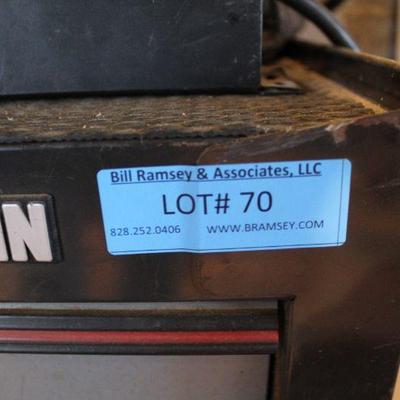 Bill Ramsey & Associates, LLC
LOT# 70
828.252.0406 WWW.BRAMSEY.COM